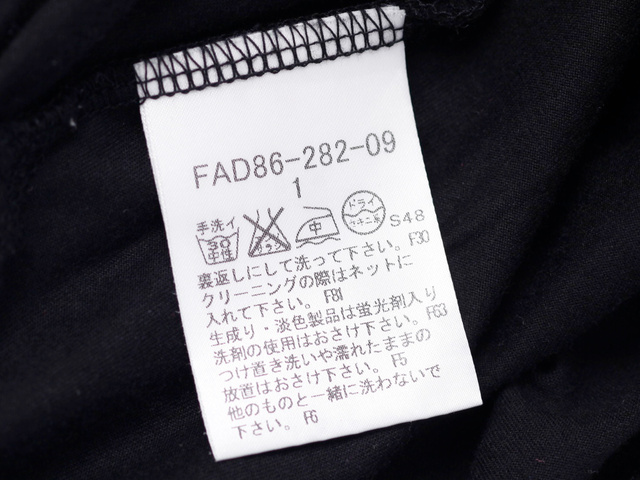 FAD86-282-09
1
手洗イ 30 中性 エンソサラシ 中 ドライ セキユ系 S48
裏返しにして洗って下さい。F30
クリーニングの際はネットに
入れて下さい。F81
生成り・淡色製品は蛍光剤入り
洗剤の使用はおさけ下さい。F63
つけ置き洗いや濡れたままの
放置はおさけ下さい。F5
他のものと一緒に洗わないで
下さい。F6